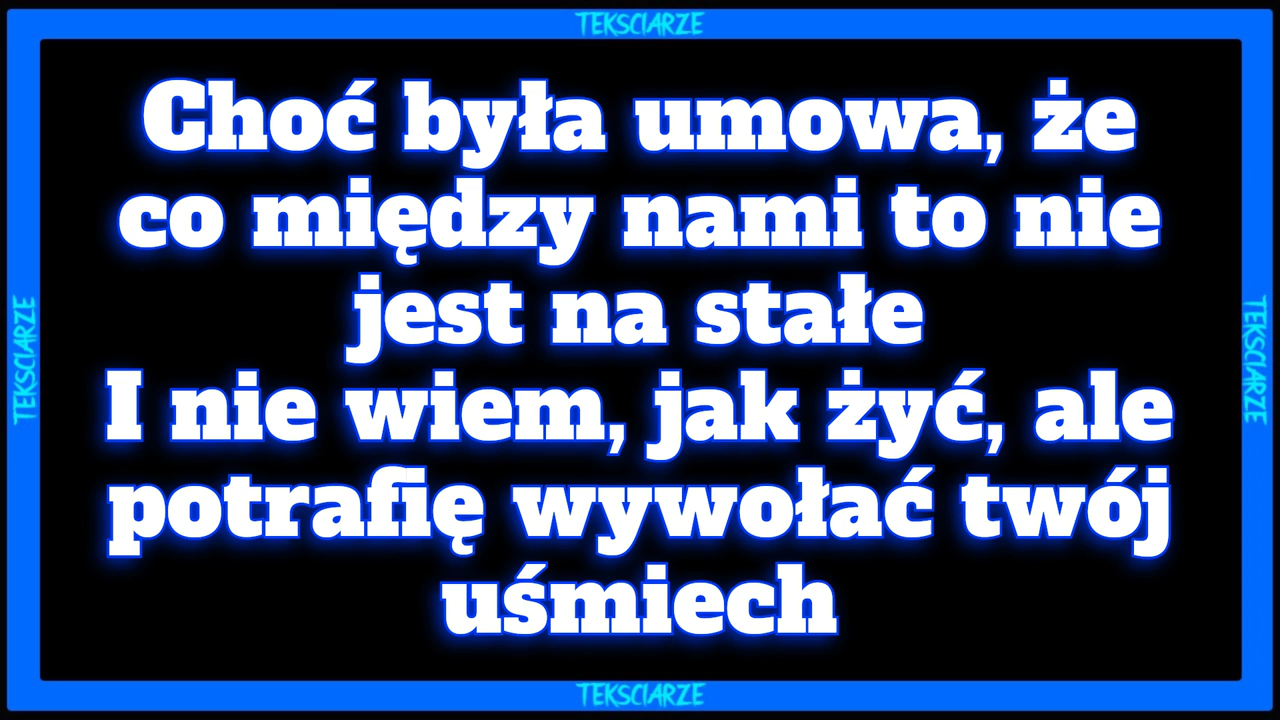 TEKSCIARZE
Choć była umowa, że
co między nami to nie
jest na stałe
I nie wiem, jak żyć, ale
potrafię wywołać twój
uśmiech
TEKSCIARZE
TEKSCIARZE
TEKSCIARZE